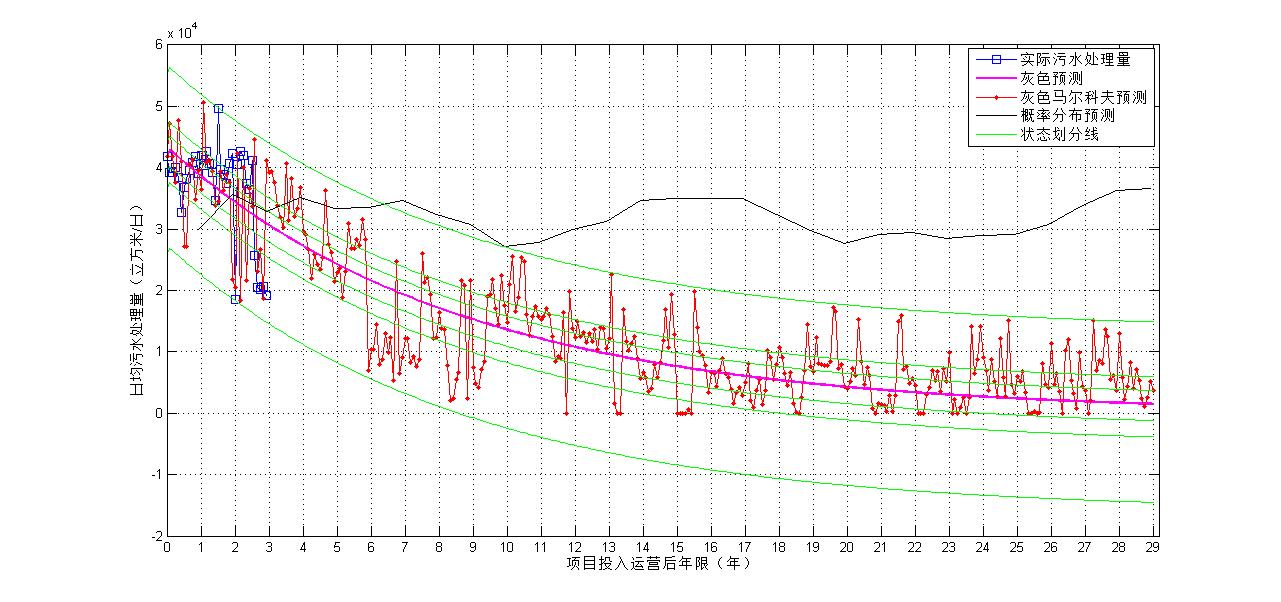 x 10^4
6
5
4
3
2
1
0
-1
-2
日均污水处理量（立方米/日）
实际污水处理量
灰色预测
灰色马尔科夫预测
概率分布预测
状态划分线
0 1 2 3 4 5 6 7 8 9 10 11 12 13 14 15 16 17 18 19 20 21 22 23 24 25 26 27 28 29
项目投入运营后年限（年）